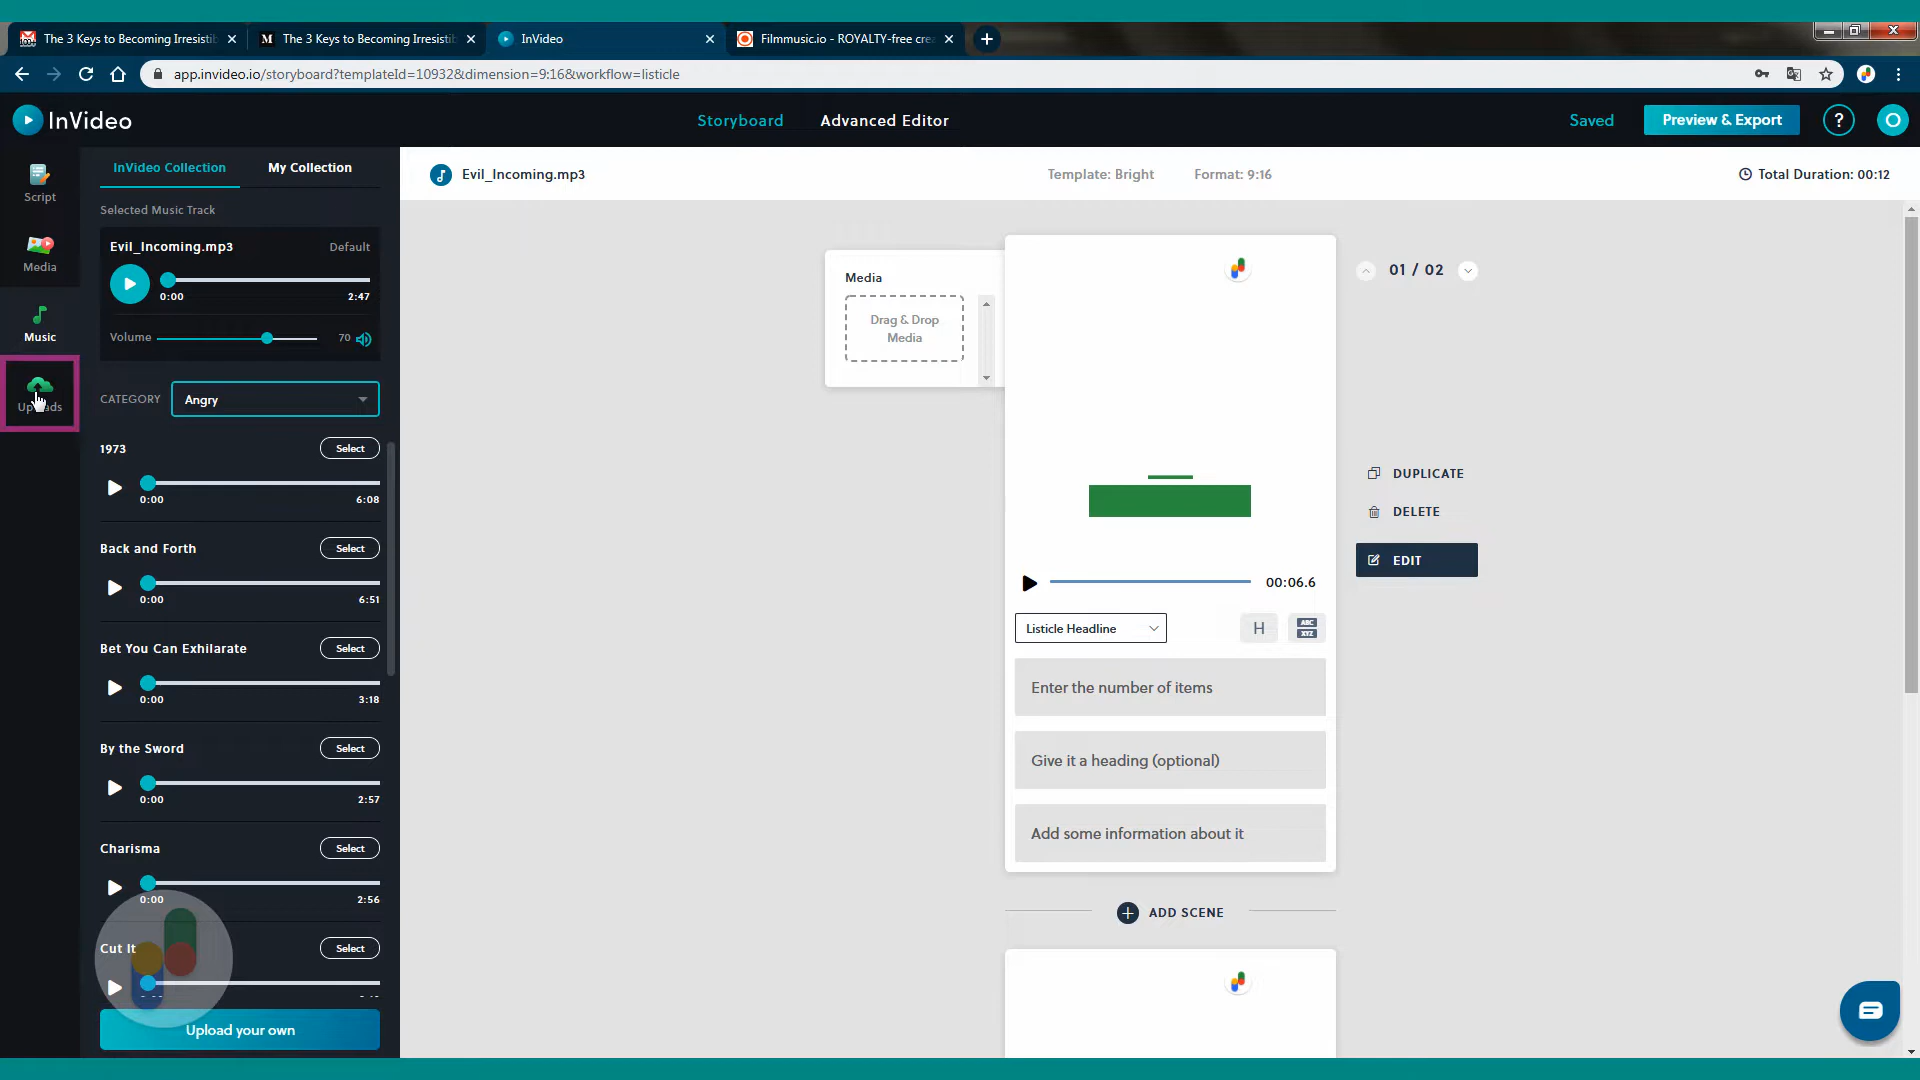 The 3 Keys to Becoming Irresistib
The 3 Keys to Becoming Irresistib
InVideo
Filmmusic.io - ROYALTY-free cre
app.invideo.io/storyboard?templateId=10932&dimension=9:16&workflow=listicle
InVideo
Storyboard
Advanced Editor
Saved
Preview & Export
?
Script
Media
Music
InVideo Collection
My Collection
Selected Music Track
Evil_Incoming.mp3
Default
0:00
2:47
Volume
70
CATEGORY
Angry
1973
Select
0:00
6:08
Back and Forth
Select
0:00
6:51
Bet You Can Exhilarate
Select
0:00
3:18
By the Sword
Select
0:00
2:57
Charisma
Select
0:00
2:56
Cut It
Select
Upload your own
Evil_Incoming.mp3
Template: Bright
Format: 9:16
Total Duration: 00:12
Media
Drag & Drop
Media
01 / 02
DUPLICATE
DELETE
EDIT
00:06.6
Listicle Headline
H
ABC
XYZ
Enter the number of items
Give it a heading (optional)
Add some information about it
ADD SCENE